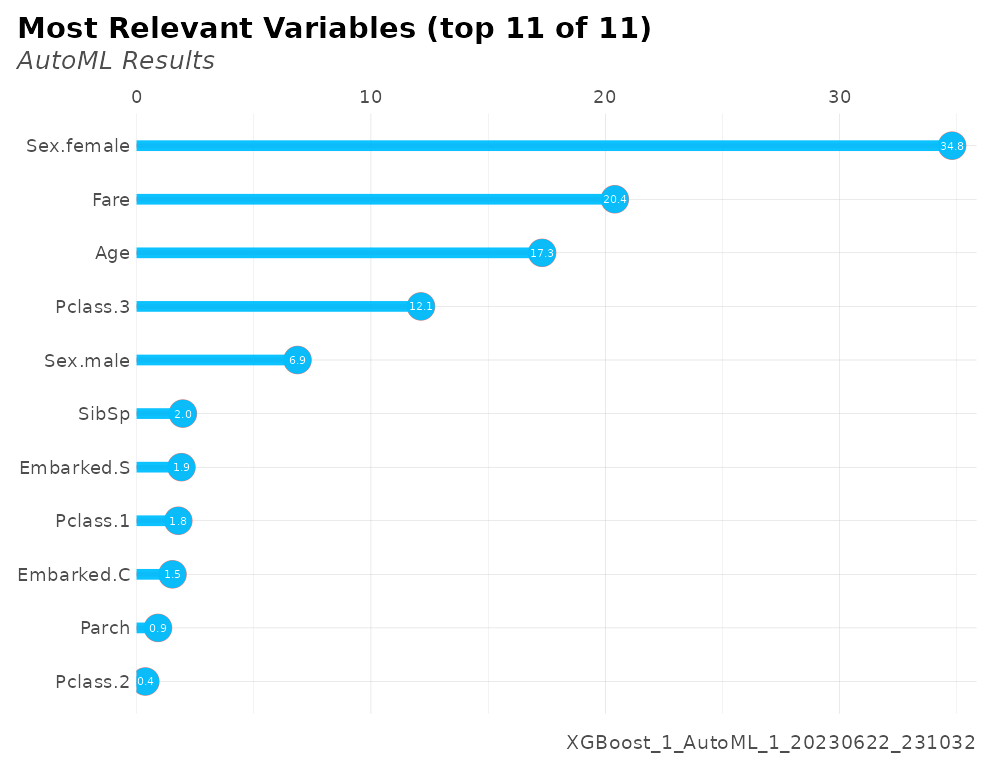 Most Relevant Variables (top 11 of 11)
AutoML Results
0 10 20 30
Sex.female 34.8
Fare 20.4
Age 17.3
Pclass.3 12.1
Sex.male 6.9
SibSp 2.0
Embarked.S 1.9
Pclass.1 1.8
Embarked.C 1.5
Parch 0.9
Pclass.2 0.4
XGBoost_1_AutoML_1_20230622_231032